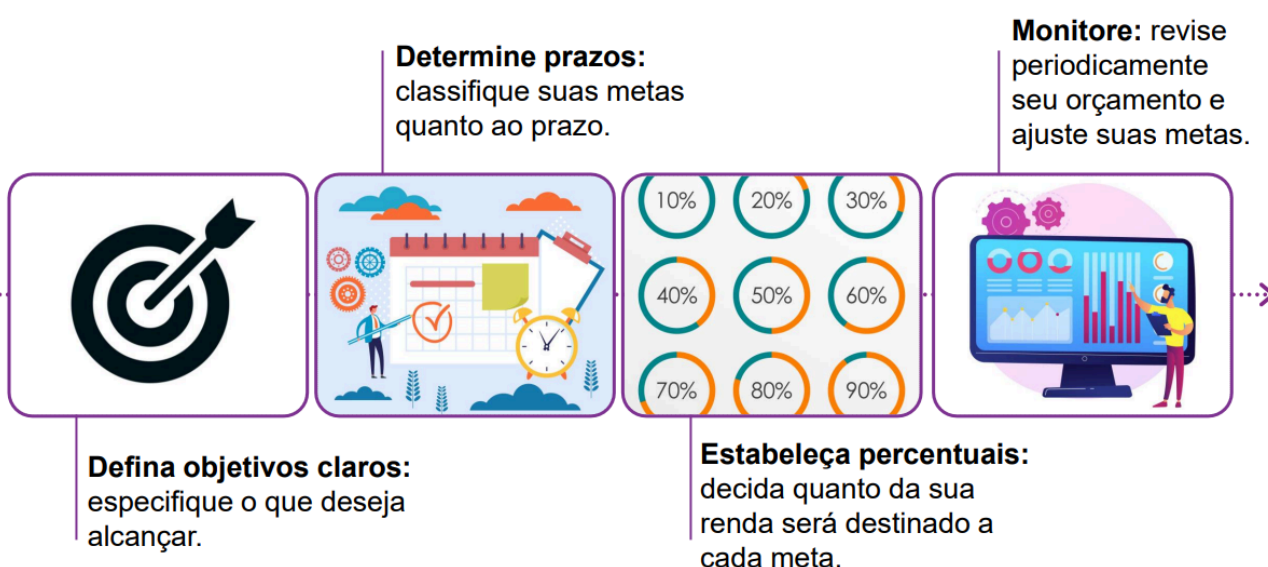 Monitore: revise
periodicamente
seu orçamento e
ajuste suas metas.
Determine prazos:
classifique suas metas
quanto ao prazo.
10%
20%
30%
40%
50%
60%
70%
80%
90%
Defina objetivos claros:
especifique o que deseja
alcançar.
Estabeleça percentuais:
decida quanto da sua
renda será destinado a
cada meta.